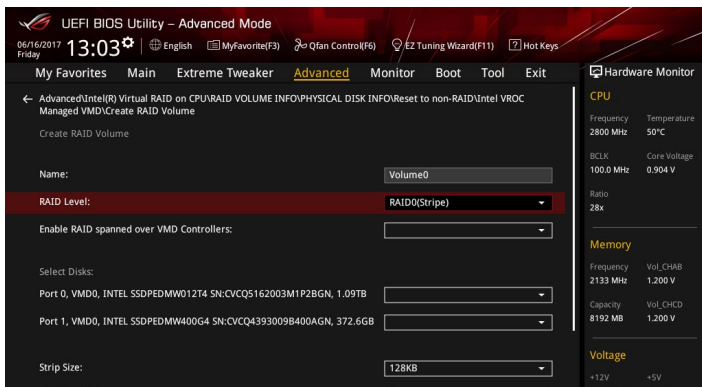 UEFI BIOS Utility – Advanced Mode
06/16/2017 Friday 13:03 English MyFavorite(F3) Qfan Control(F6) EZ Tuning Wizard(F11) ? Hot Keys
My Favorites Main Extreme Tweaker Advanced Monitor Boot Tool Exit
Hardware Monitor
← Advanced\Intel(R) Virtual RAID on CPU\RAID VOLUME INFO\PHYSICAL DISK INFO\Reset to non-RAID\Intel VROC
Managed VMD\Create RAID Volume
Create RAID Volume
Name: Volume0
RAID Level: RAID0(Stripe)
Enable RAID spanned over VMD Controllers:
Select Disks:
Port 0, VMD0, INTEL SSDPEDMW012T4 SN:CVCQ5162003M1P2BGN, 1.09TB
Port 1, VMD0, INTEL SSDPEDMW400G4 SN:CVCQ4393009B400AGN, 372.6GB
Strip Size: 128KB
CPU
Frequency Temperature
2800 MHz 50°C
BCLK Core Voltage
100.0 MHz 0.904 V
Ratio
28x
Memory
Frequency Vol_CHAB
2133 MHz 1.200 V
Capacity Vol_CHCD
8192 MB 1.200 V
Voltage
+12V +5V